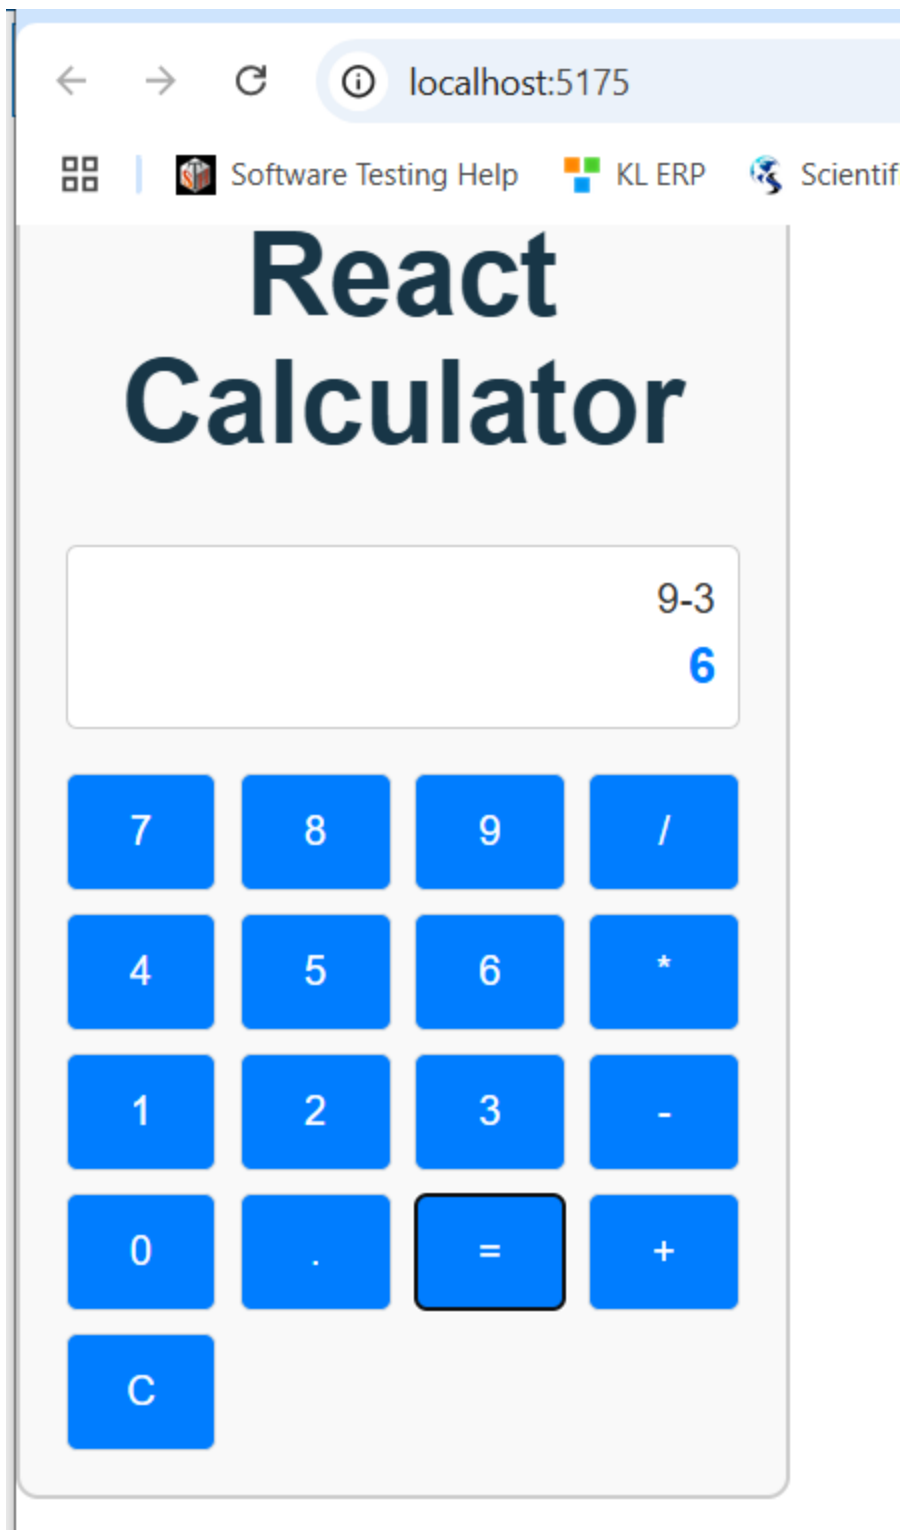 localhost:5175
Software Testing Help KL ERP Scientif
React
Calculator
9-3
6
7 8 9 /
4 5 6 *
1 2 3 -
0 . = +
C